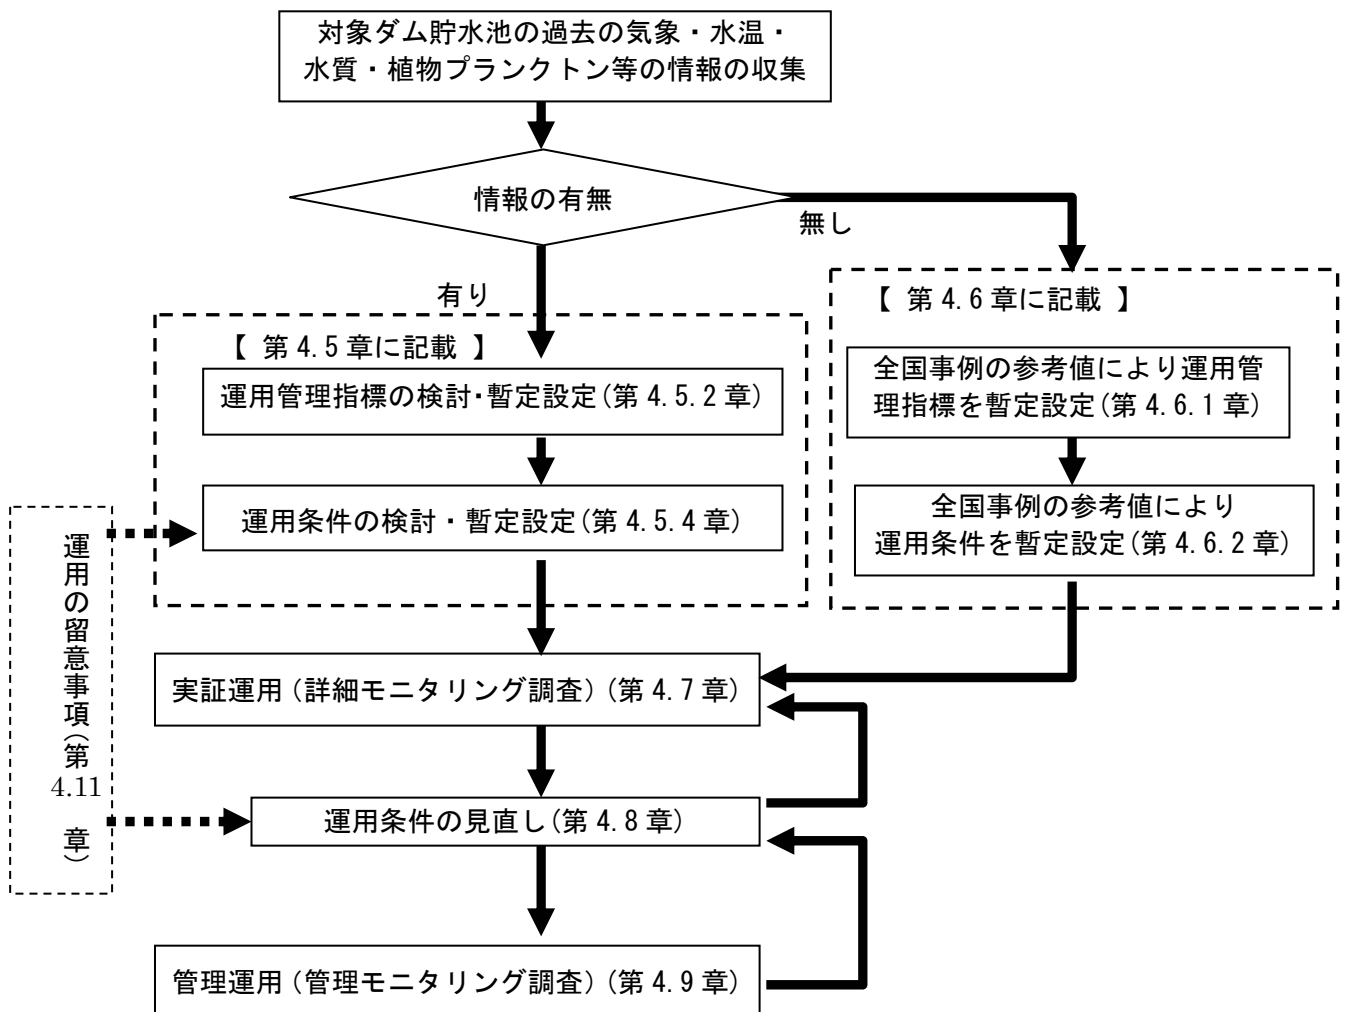 対象ダム貯水池の過去の気象・水温・
水質・植物プランクトン等の情報の収集
情報の有無
無し
有り
【 第 4.6 章に記載 】
【 第 4.5 章に記載 】
全国事例の参考値により運用管
理指標を暫定設定(第 4.6.1 章)
運用管理指標の検討・暫定設定(第 4.5.2 章)
全国事例の参考値により
運用条件を暫定設定(第 4.6.2 章)
運用条件の検討・暫定設定(第 4.5.4 章)
運用の留意事項(第
4.11
章)
実証運用(詳細モニタリング調査)(第 4.7 章)
運用条件の見直し(第 4.8 章)
管理運用(管理モニタリング調査)(第 4.9 章)